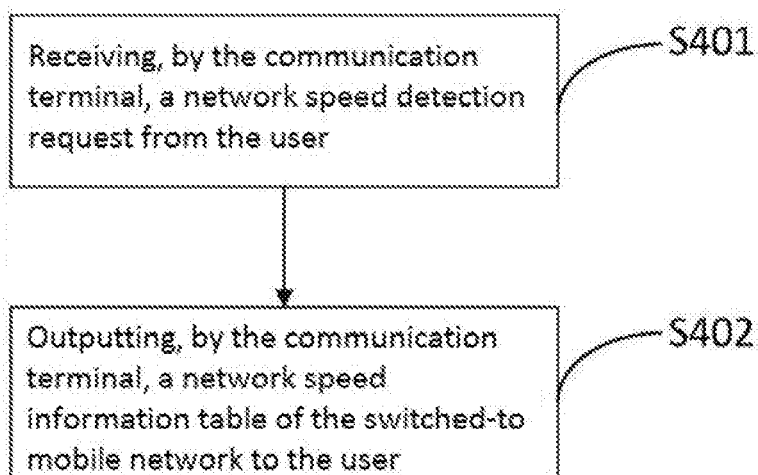 Receiving, by the communication
terminal, a network speed detection
request from the user
S401
Outputting, by the communication
terminal, a network speed
information table of the switched-to
mobile network to the user
S402